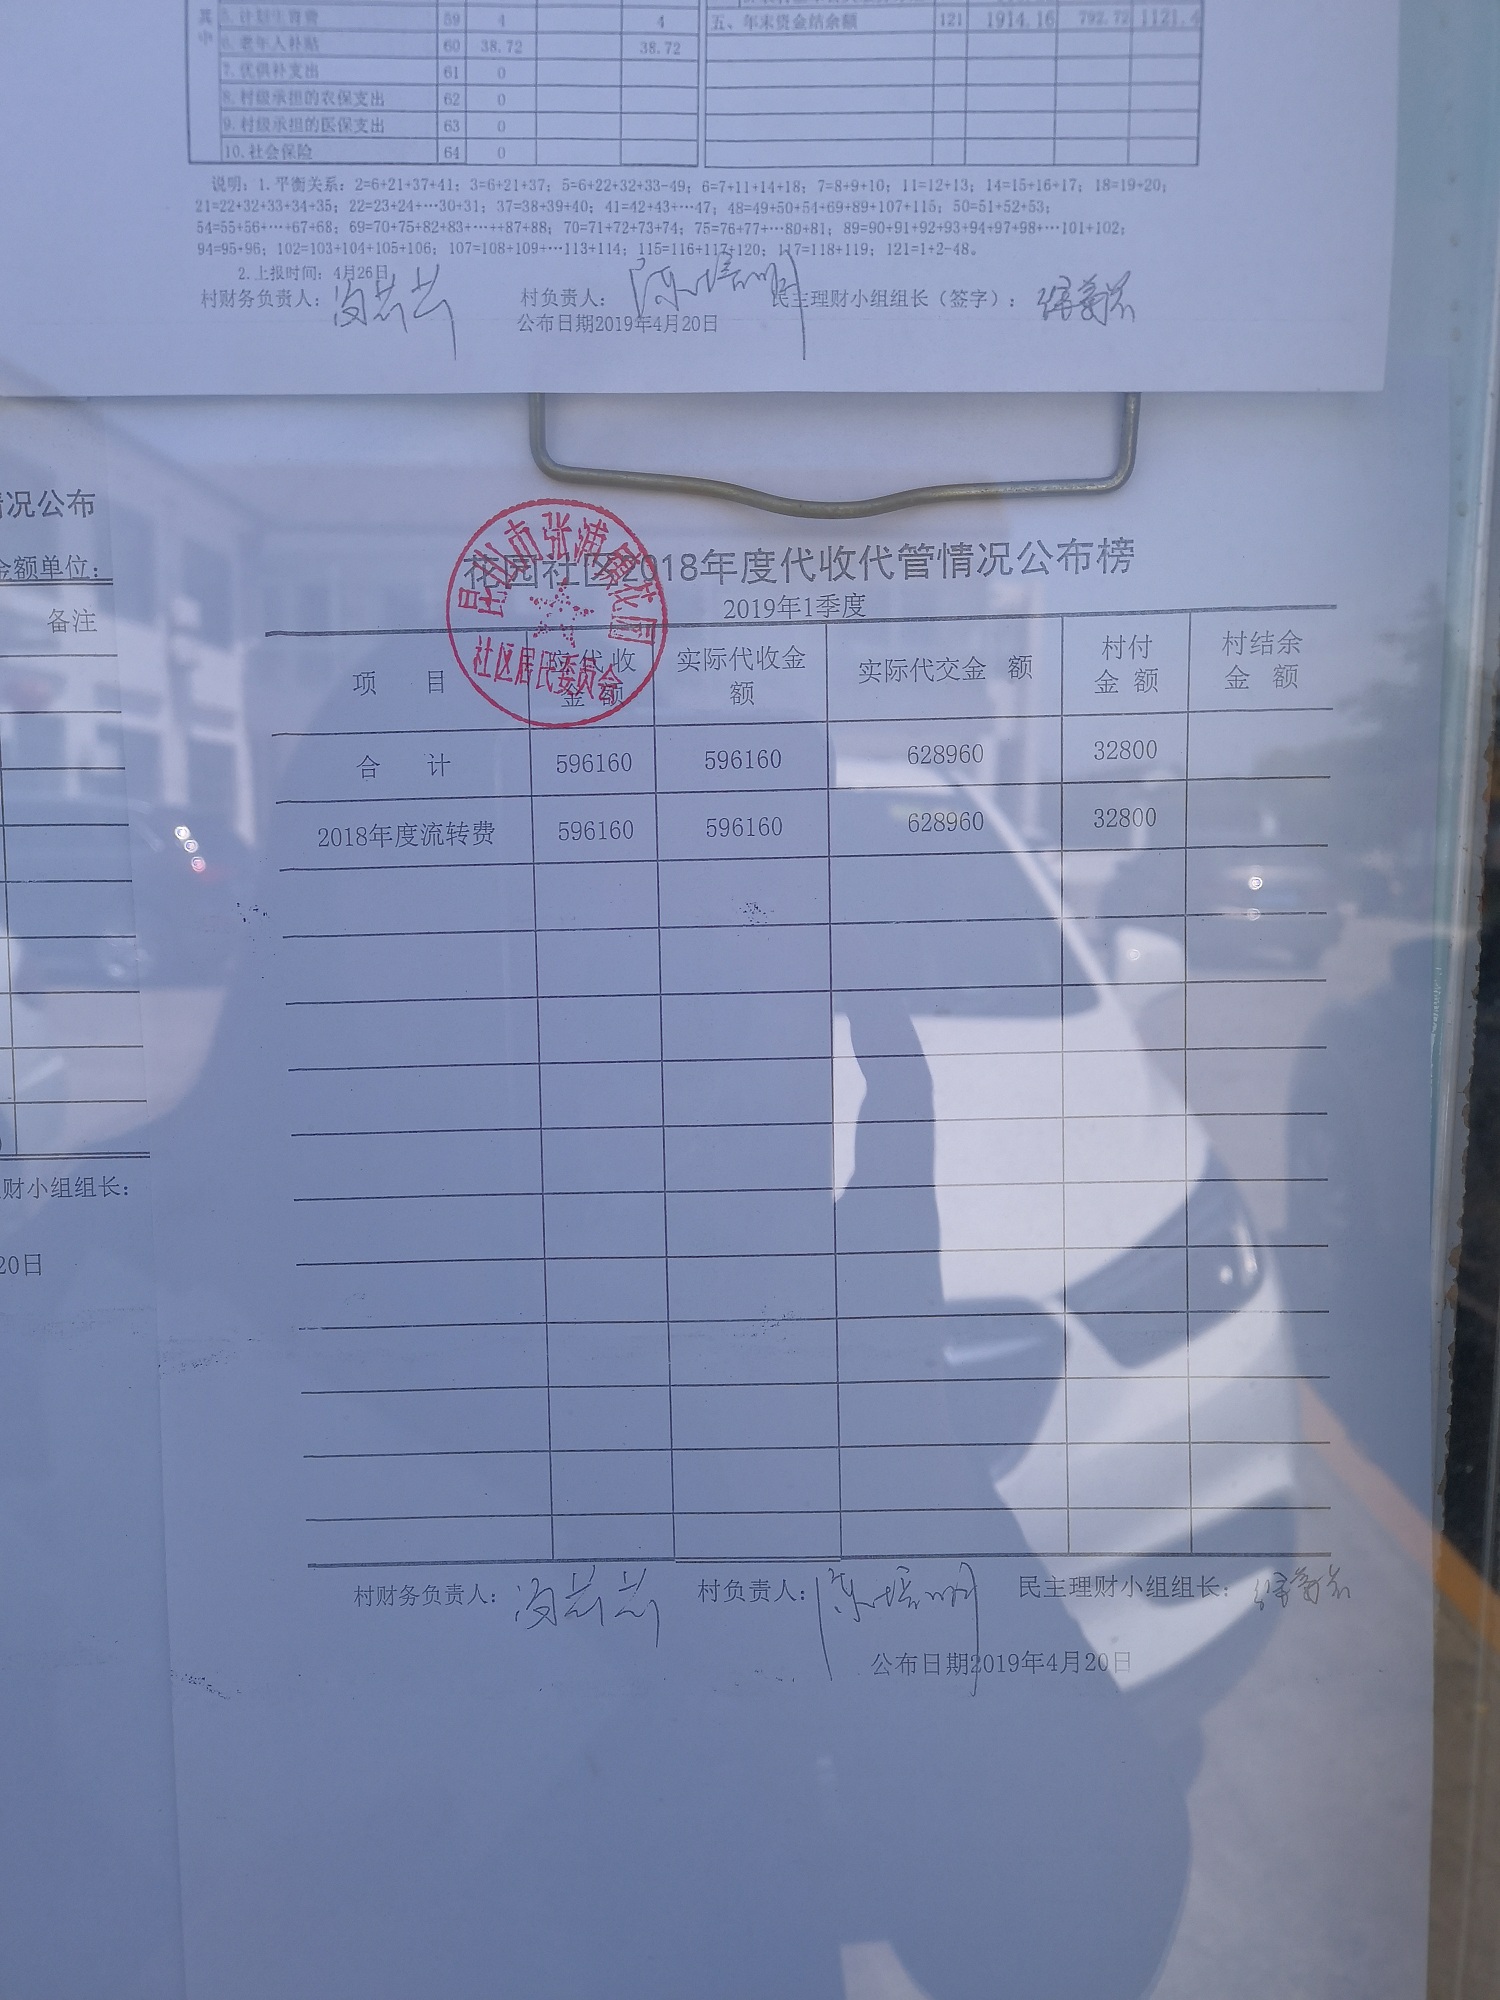 其中
5. 计划生育费 59 4 4
五、年末资金结余额 121 1914.16 792.72 1121.4
6. 老年人补贴 60 38.72 38.72
7. 优供补支出 61 0
8. 村级承担的农保支出 62 0
9. 村级承担的医保支出 63 0
10. 社会保险 64 0
说明：1.平衡关系：2=6+21+37+41；3=6+21+37；5=6+22+32+33-49；6=7+11+14+18；7=8+9+10；11=12+13；14=15+16+17；18=19+20；
21=22+32+33+34+35；22=23+24+…30+31；37=38+39+40；41=42+43+…47；48=49+50+54+69+89+107+115；50=51+52+53；
54=55+56+…+67+68；69=70+75+82+83+…++87+88；70=71+72+73+74；75=76+77+…80+81；89=90+91+92+93+94+97+98+…101+102；
94=95+96；102=103+104+105+106；107=108+109+…113+114；115=116+117+120；117=118+119；121=1+2-48。
2.上报时间：4月26日
村财务负责人： 村负责人： 陈培明 民主理财小组组长（签字）：
公布日期2019年4月20日
情况公布
金额单位：
备注
财小组组长：
20日
昆山市张浦镇花园
社区居民委员会
花园社区2018年度代收代管情况公布榜
2019年1季度
项 目 应代收金 额 实际代收金额 实际代交金 额 村付金 额 村结余金 额
合 计 596160 596160 628960 32800
2018年度流转费 596160 596160 628960 32800
村财务负责人： 村负责人： 陈培明 民主理财小组组长：
公布日期2019年4月20日